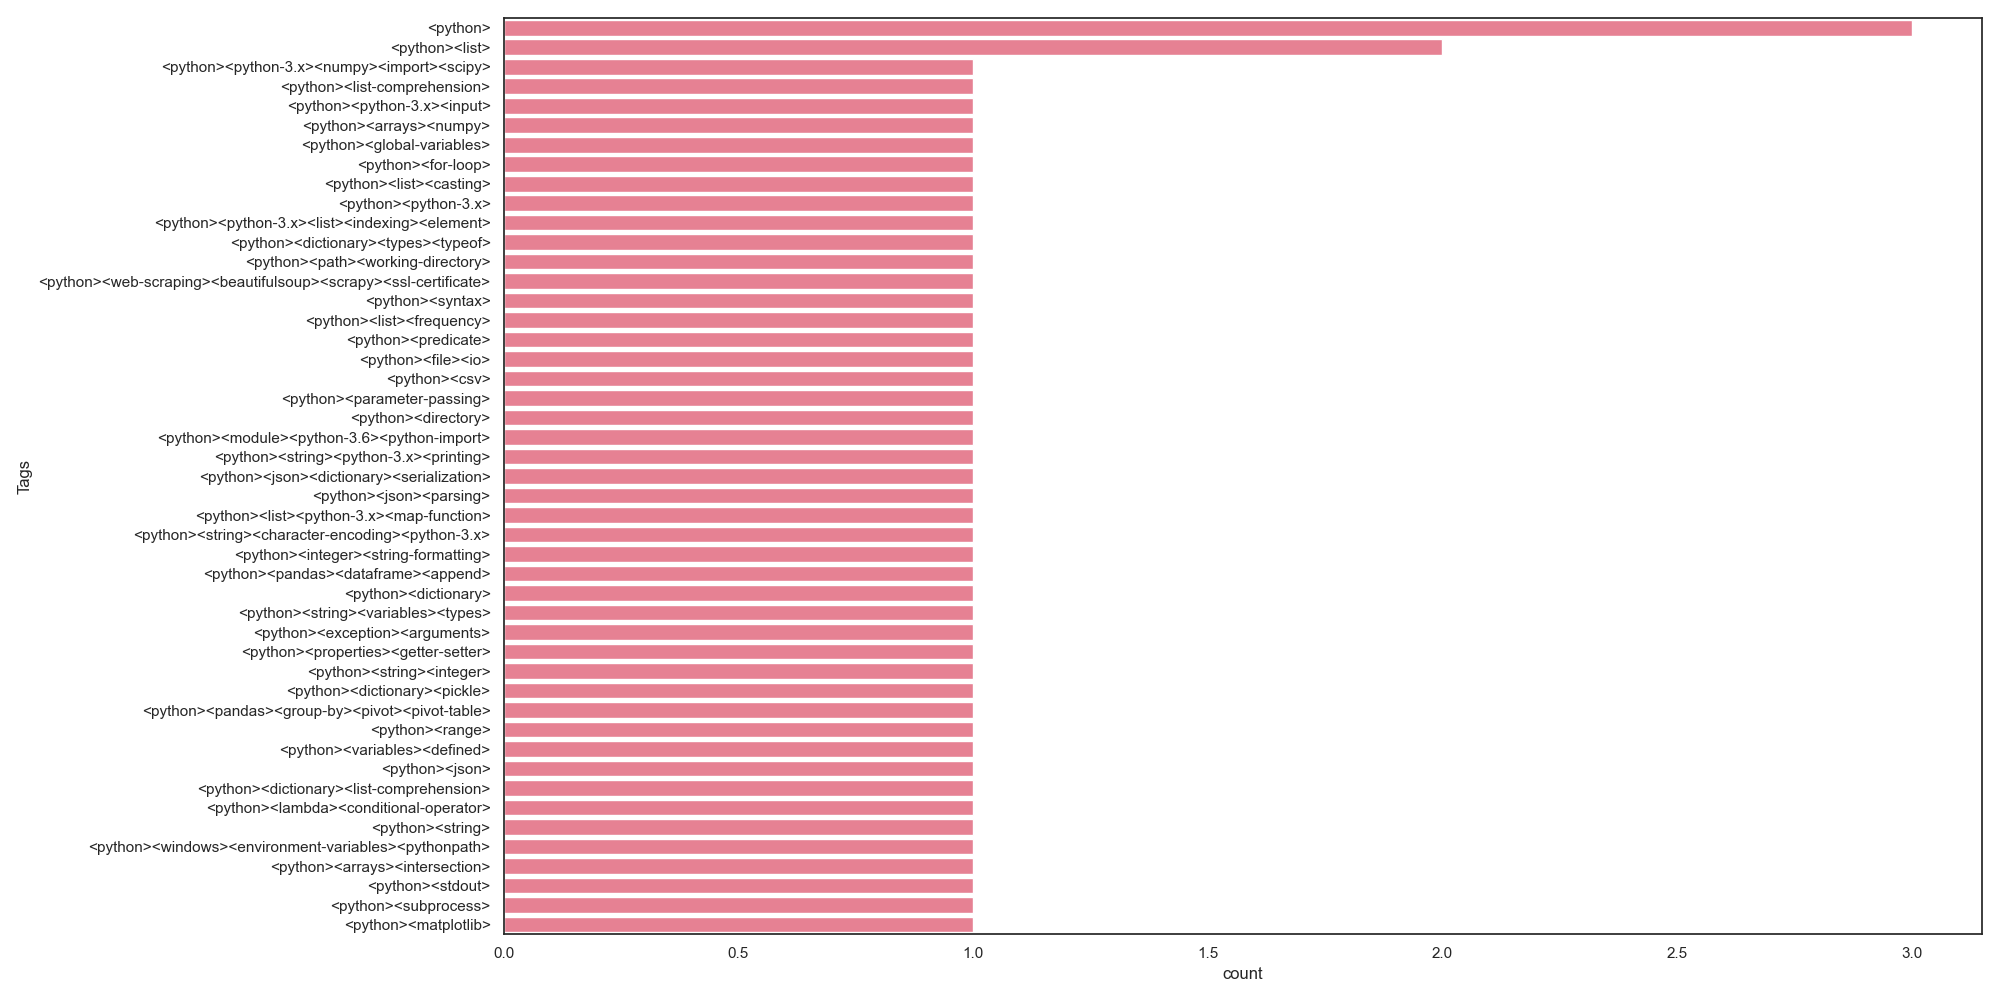 <python>
<python><list>
<python><python-3.x><numpy><import><scipy>
<python><list-comprehension>
<python><python-3.x><input>
<python><arrays><numpy>
<python><global-variables>
<python><for-loop>
<python><list><casting>
<python><python-3.x>
<python><python-3.x><list><indexing><element>
<python><dictionary><types><typeof>
<python><path><working-directory>
<python><web-scraping><beautifulsoup><scrapy><ssl-certificate>
<python><syntax>
<python><list><frequency>
<python><predicate>
<python><file><io>
<python><csv>
<python><parameter-passing>
<python><directory>
<python><module><python-3.6><python-import>
<python><string><python-3.x><printing>
<python><json><dictionary><serialization>
<python><json><parsing>
<python><list><python-3.x><map-function>
<python><string><character-encoding><python-3.x>
<python><integer><string-formatting>
<python><pandas><dataframe><append>
<python><dictionary>
<python><string><variables><types>
<python><exception><arguments>
<python><properties><getter-setter>
<python><string><integer>
<python><dictionary><pickle>
<python><pandas><group-by><pivot><pivot-table>
<python><range>
<python><variables><defined>
<python><json>
<python><dictionary><list-comprehension>
<python><lambda><conditional-operator>
<python><string>
<python><windows><environment-variables><pythonpath>
<python><arrays><intersection>
<python><stdout>
<python><subprocess>
<python><matplotlib>
Tags
0.0 0.5 1.0 1.5 2.0 2.5 3.0
count